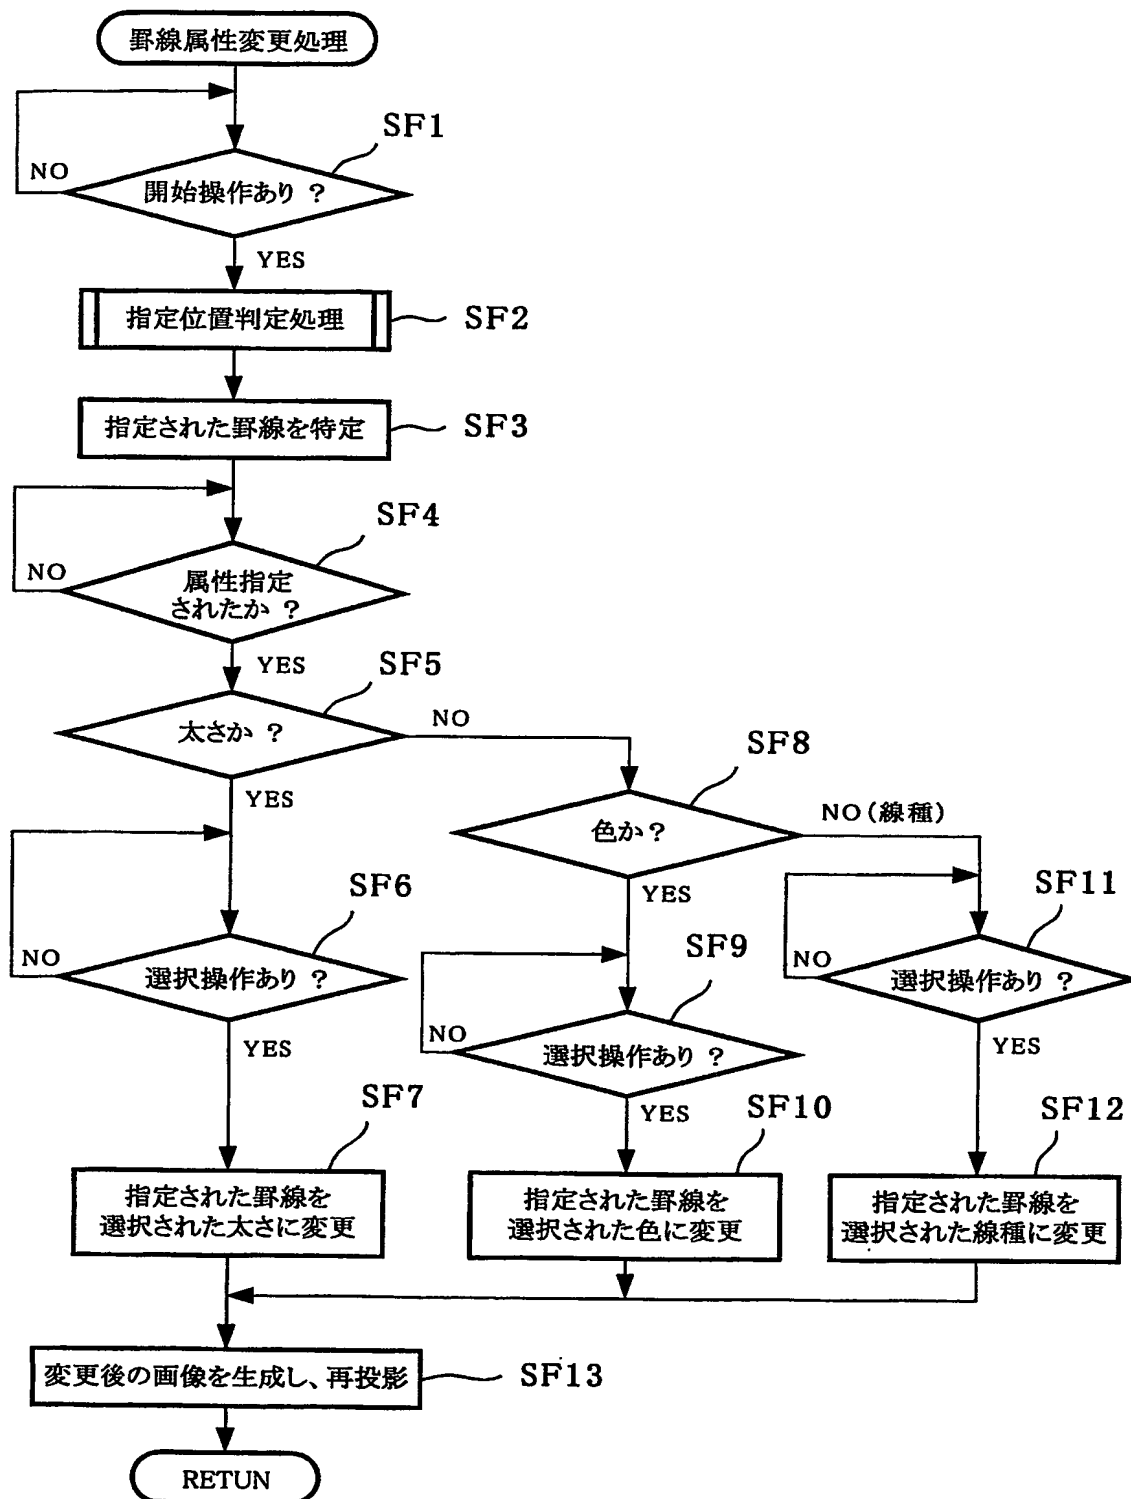 罫線属性変更処理
SF1
NO
開始操作あり ?
YES
指定位置判定処理
SF2
指定された罫線を特定
SF3
SF4
NO
属性指定
されたか ?
YES
SF5
太さか ?
NO
SF8
YES
色か?
NO(線種)
SF6
YES
SF11
NO
選択操作あり ?
SF9
NO
選択操作あり ?
YES
NO
選択操作あり ?
YES
SF7
YES
SF10
SF12
指定された罫線を
選択された太さに変更
指定された罫線を
選択された色に変更
指定された罫線を
選択された線種に変更
変更後の画像を生成し、再投影
SF13
RETUN